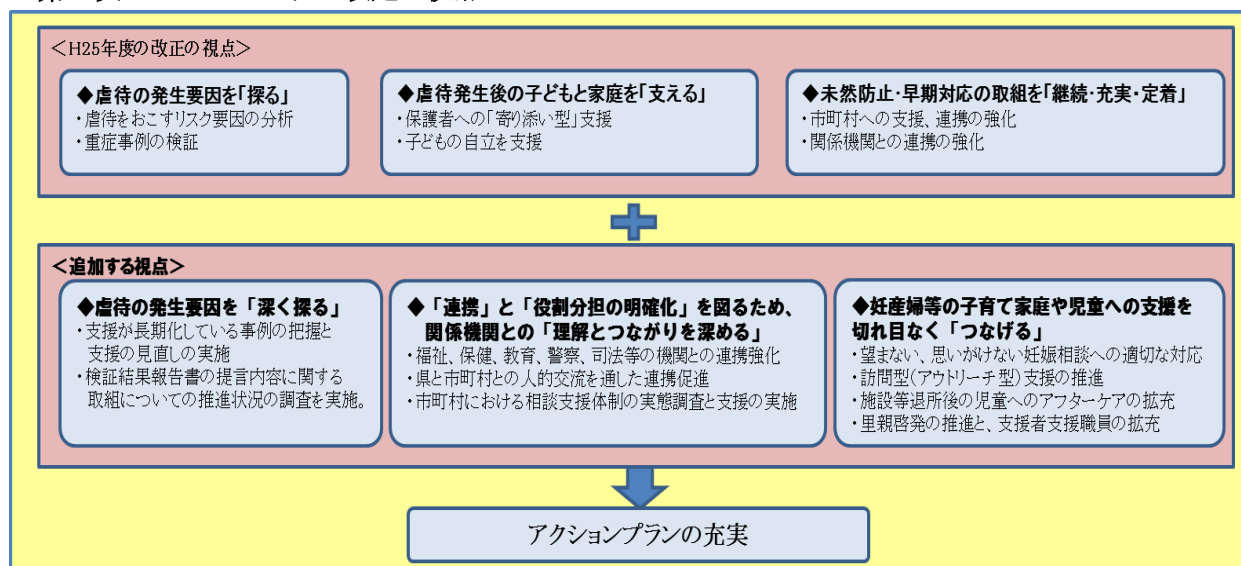 <H25年度の改正の視点>
◆虐待の発生要因を「探る」
・虐待をおこすリスク要因の分析
・重症事例の検証
◆虐待発生後の子どもと家庭を「支える」
・保護者への「寄り添い型」支援
・子どもの自立を支援
◆未然防止・早期対応の取組を「継続・充実・定着」
・市町村への支援、連携の強化
・関係機関との連携の強化
<追加する視点>
◆虐待の発生要因を「深く探る」
・支援が長期化している事例の把握と
支援の見直しの実施
・検証結果報告書の提言内容に関する
取組についての推進状況の調査を実施。
◆「連携」と「役割分担の明確化」を図るため、
関係機関との「理解とつながりを深める」
・福祉、保健、教育、警察、司法等の機関との連携強化
・県と市町村との人的交流を通した連携促進
・市町村における相談支援体制の実態調査と支援の実施
◆妊産婦等の子育て家庭や児童への支援を
切れ目なく「つなげる」
・望まない、思いがけない妊娠相談への適切な対応
・訪問型(アウトリーチ型)支援の推進
・施設等退所後の児童へのアフターケアの拡充
・里親啓発の推進と、支援者支援職員の拡充
アクションプランの充実